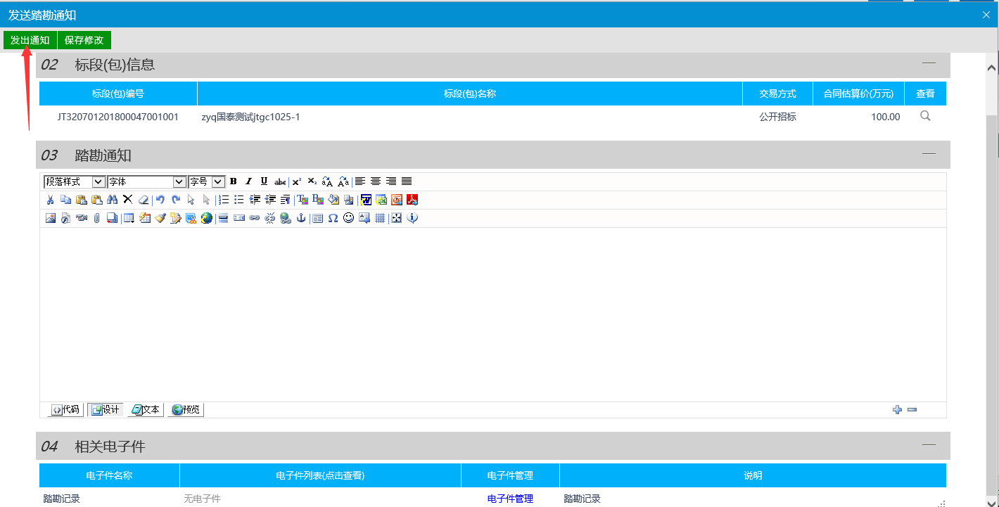 发送踏勘通知
发出通知 保存修改
02 标段(包)信息
标段(包)编号 标段(包)名称 交易方式 合同估算价(万元) 查看
JT320701201800047001001 zyq国泰测试jtgc1025-1 公开招标 100.00
03 踏勘通知
段落样式 字体 字号 B I U abc
代码 设计 文本 预览
04 相关电子件
电子件名称 电子件列表(点击查看) 电子件管理 说明
踏勘记录 无电子件 电子件管理 踏勘记录